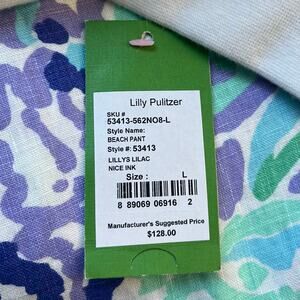 Lilly Pulitzer
SKU #
53413-562NO8-L
Style Name:
BEACH PANT
Style #: 53413
LILLYS LILAC
NICE INK
Size : L
8 89069 06916 2
Manufacturer's Suggested Price
$128.00